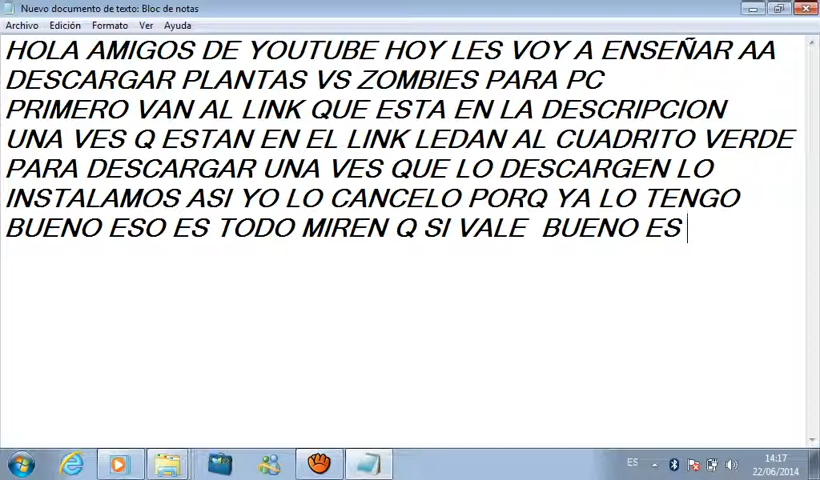 Nuevo documento de texto: Bloc de notas
Archivo Edición Formato Ver Ayuda
HOLA AMIGOS DE YOUTUBE HOY LES VOY A ENSEÑAR AA
DESCARGAR PLANTAS VS ZOMBIES PARA PC
PRIMERO VAN AL LINK QUE ESTA EN LA DESCRIPCION
UNA VES Q ESTAN EN EL LINK LEDAN AL CUADRITO VERDE
PARA DESCARGAR UNA VES QUE LO DESCARGEN LO
INSTALAMOS ASI YO LO CANCELO PORQ YA LO TENGO
BUENO ESO ES TODO MIREN Q SI VALE  BUENO ES
ES
14:17
22/06/2014